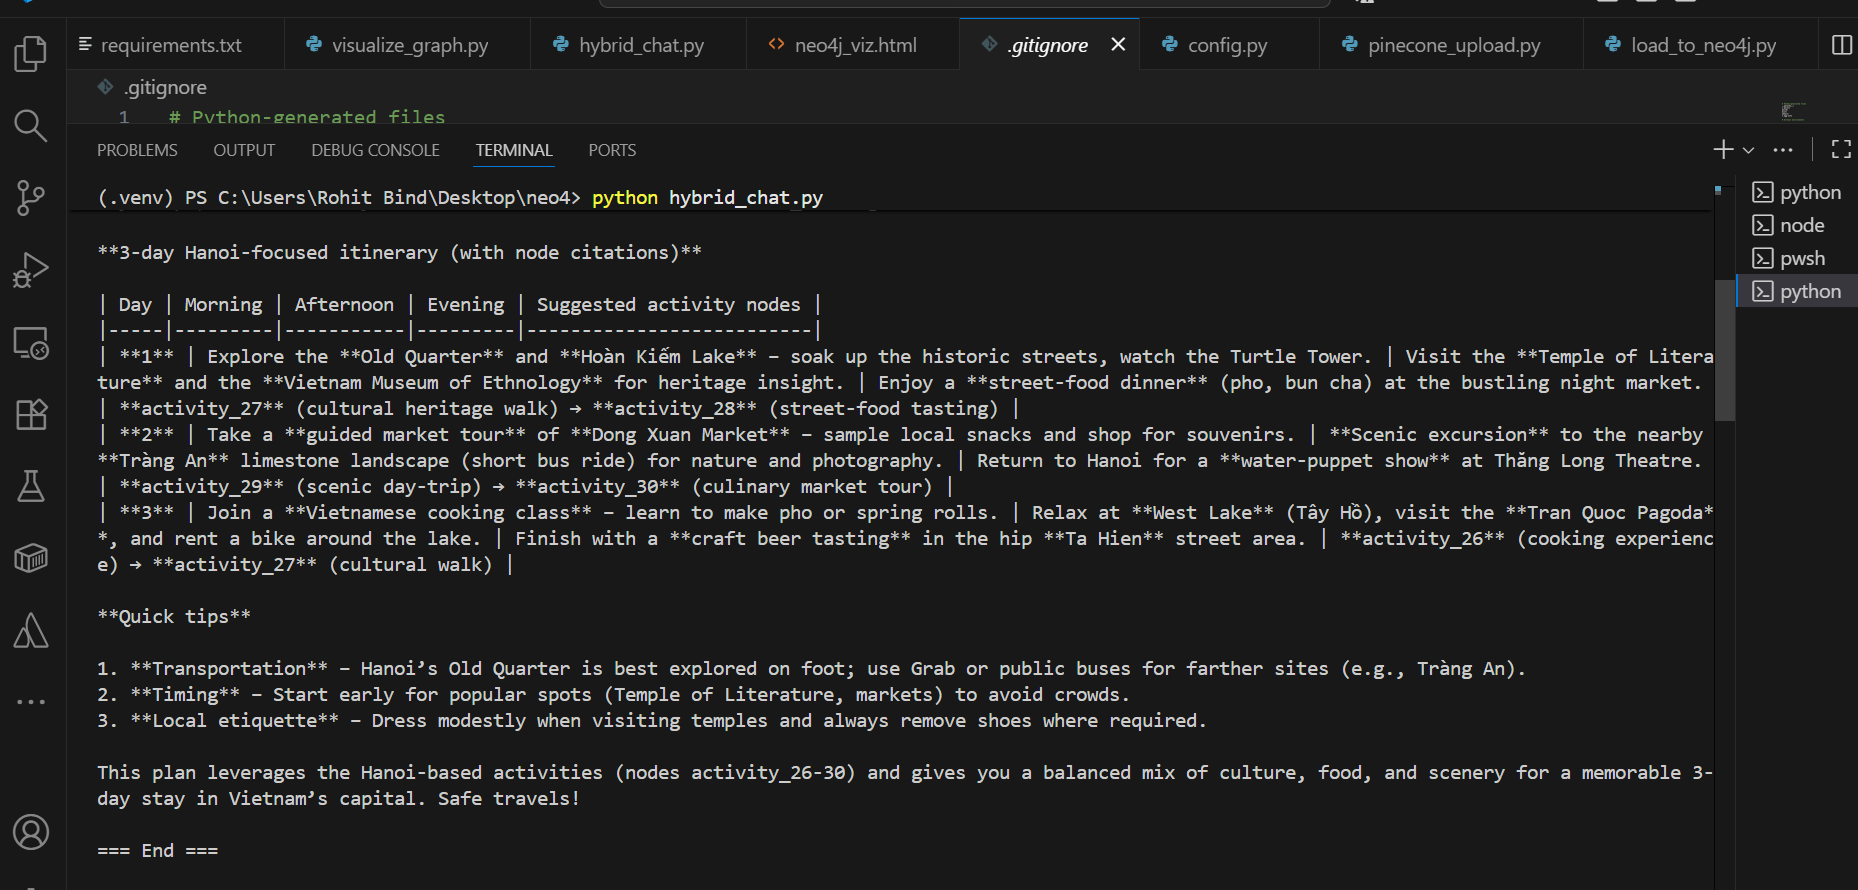 requirements.txt
visualize_graph.py
hybrid_chat.py
neo4j_viz.html
.gitignore
config.py
pinecone_upload.py
load_to_neo4j.py
.gitignore
1 # Python-generated files
PROBLEMS OUTPUT DEBUG CONSOLE TERMINAL PORTS
(.venv) PS C:\Users\Rohit Bind\Desktop\neo4> python hybrid_chat.py
**3-day Hanoi-focused itinerary (with node citations)**
| Day | Morning | Afternoon | Evening | Suggested activity nodes |
|-----|---------|-----------|---------|--------------------------|
| **1** | Explore the **Old Quarter** and **Hoàn Kiếm Lake** – soak up the historic streets, watch the Turtle Tower. | Visit the **Temple of Litera
ture** and the **Vietnam Museum of Ethnology** for heritage insight. | Enjoy a **street-food dinner** (pho, bun cha) at the bustling night market.
| **activity_27** (cultural heritage walk) → **activity_28** (street-food tasting) |
| **2** | Take a **guided market tour** of **Dong Xuan Market** – sample local snacks and shop for souvenirs. | **Scenic excursion** to the nearby
**Tràng An** limestone landscape (short bus ride) for nature and photography. | Return to Hanoi for a **water-puppet show** at Thăng Long Theatre.
| **activity_29** (scenic day-trip) → **activity_30** (culinary market tour) |
| **3** | Join a **Vietnamese cooking class** – learn to make pho or spring rolls. | Relax at **West Lake** (Tây Hồ), visit the **Tran Quoc Pagoda*
*, and rent a bike around the lake. | Finish with a **craft beer tasting** in the hip **Ta Hien** street area. | **activity_26** (cooking experienc
e) → **activity_27** (cultural walk) |
**Quick tips**
1. **Transportation** – Hanoi’s Old Quarter is best explored on foot; use Grab or public buses for farther sites (e.g., Tràng An).
2. **Timing** – Start early for popular spots (Temple of Literature, markets) to avoid crowds.
3. **Local etiquette** – Dress modestly when visiting temples and always remove shoes where required.
This plan leverages the Hanoi-based activities (nodes activity_26-30) and gives you a balanced mix of culture, food, and scenery for a memorable 3-
day stay in Vietnam’s capital. Safe travels!
=== End ===
python
node
pwsh
python